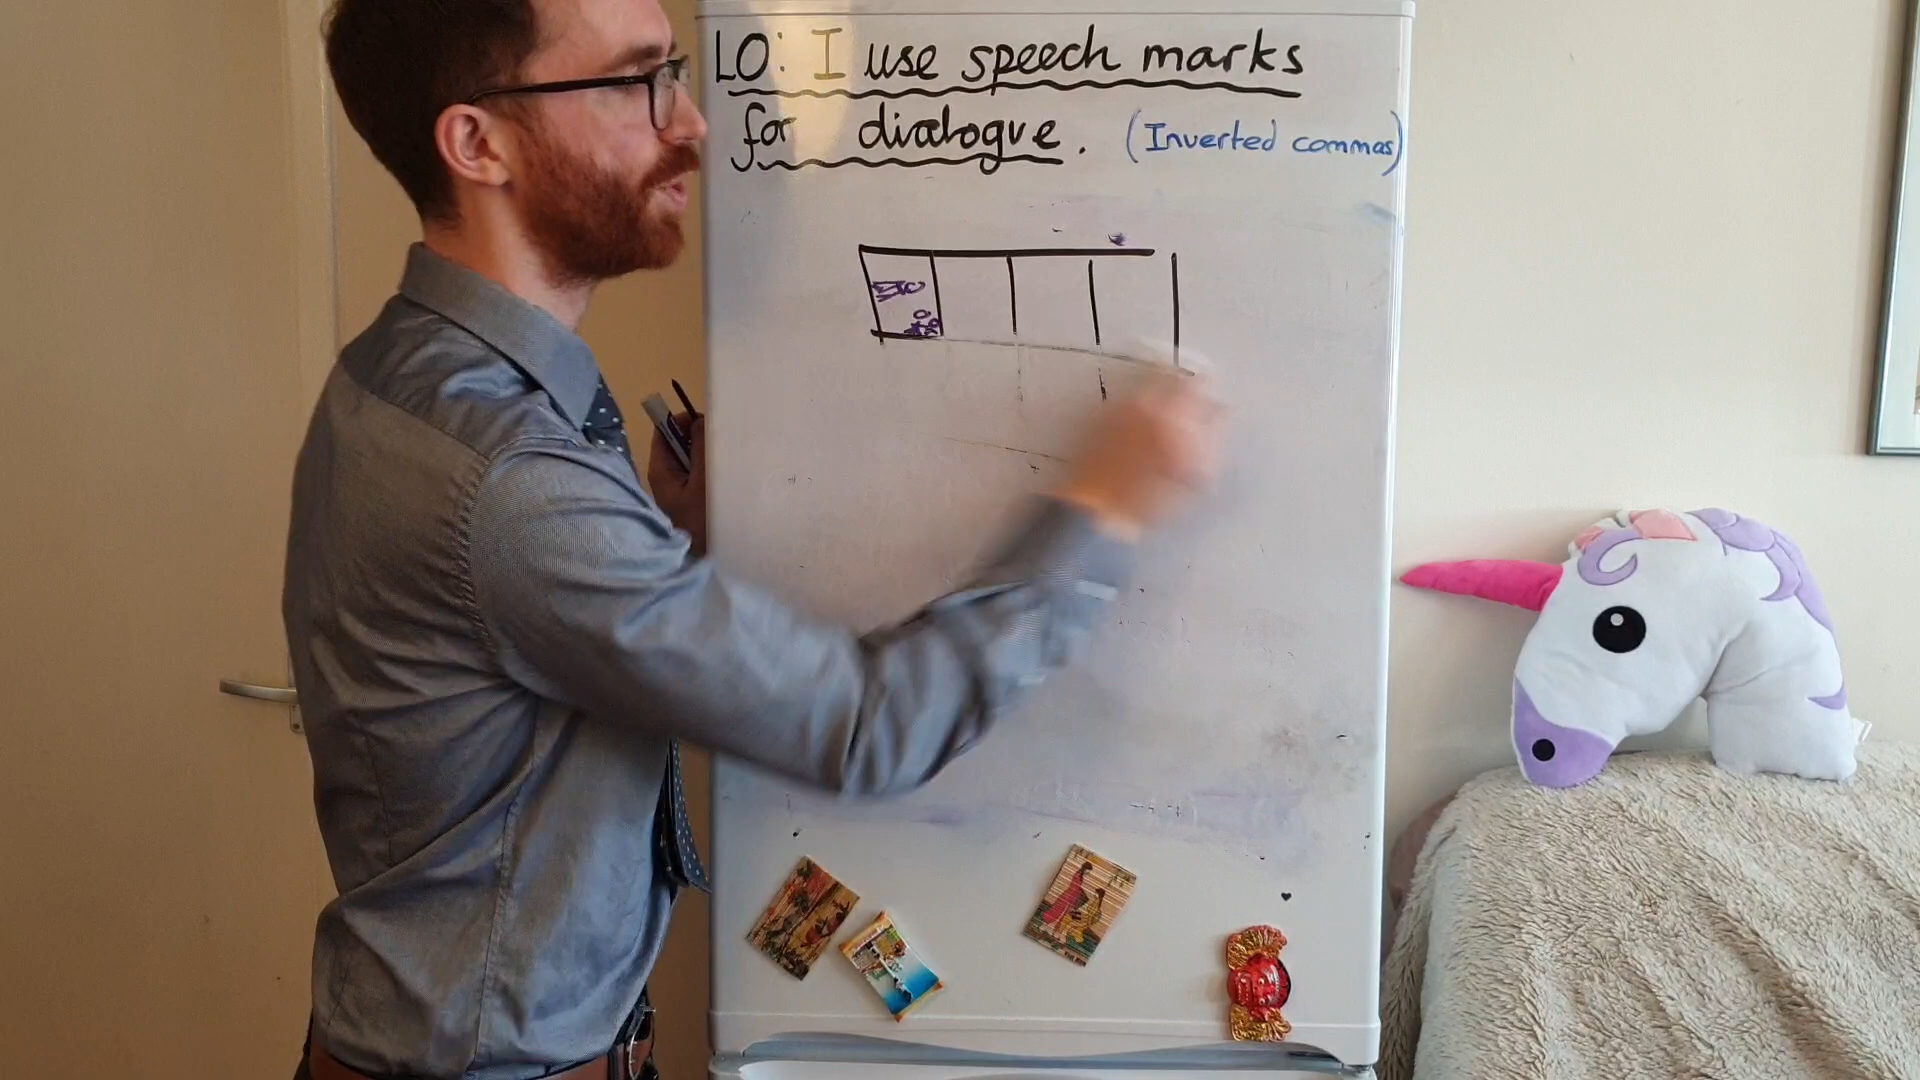 LO: I use speech marks
for dialogue. (Inverted commas)